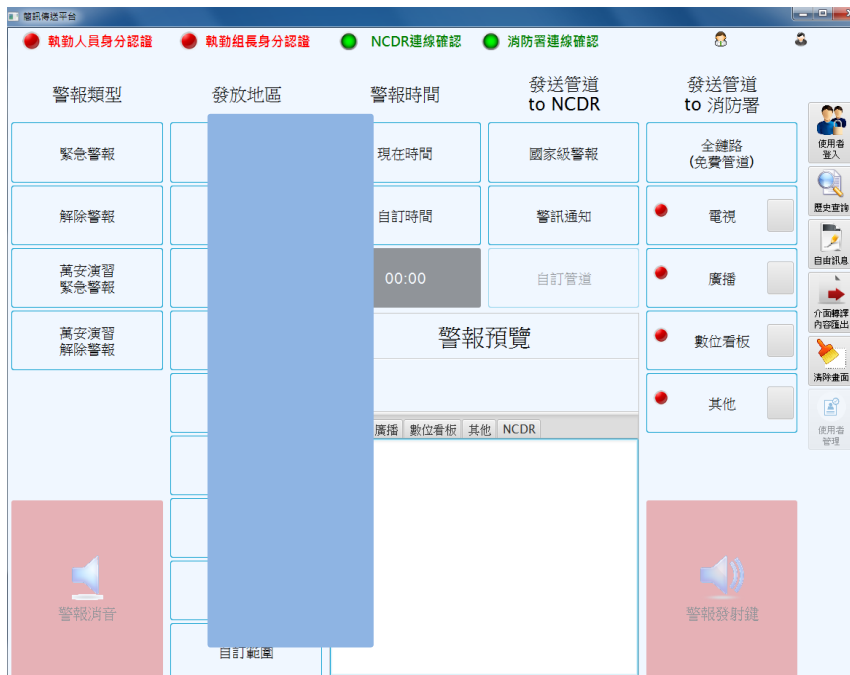 簡訊傳送平台
執勤人員身分認證
執勤組長身分認證
NCDR連線確認
消防署連線確認
警報類型
發放地區
警報時間
發送管道
to NCDR
發送管道
to 消防署
緊急警報
現在時間
國家級警報
全鏈路
(免費管道)
解除警報
自訂時間
警訊通知
電視
萬安演習
緊急警報
00:00
自訂管道
廣播
萬安演習
解除警報
警報預覽
數位看板
其他
廣播
數位看板
其他
NCDR
警報消音
警報發射鍵
自訂範圍
使用者
登入
歷史查詢
自由訊息
介面轉譯
內容匯出
清除畫面
使用者
管理